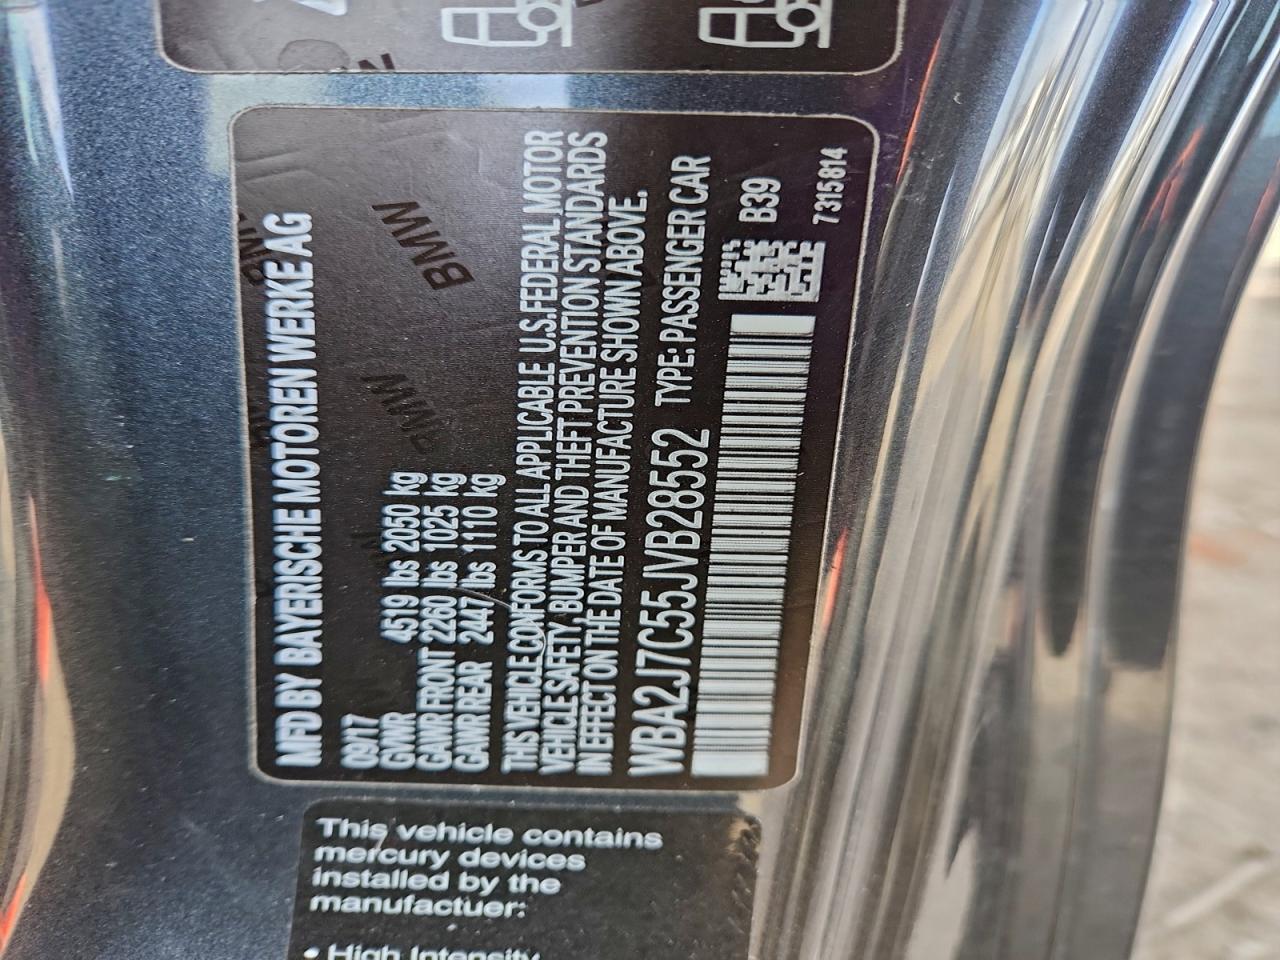 MFD BY BAYERISCHE MOTOREN WERKE AG
09/17
GVWR 4519 lbs 2050 kg
GAWR FRONT 2260 lbs 1025 kg
GAWR REAR 2447 lbs 1110 kg
THIS VEHICLE CONFORMS TO ALL APPLICABLE U.S.FEDERAL MOTOR
VEHICLE SAFETY, BUMPER AND THEFT PREVENTION STANDARDS
IN EFFECT ON THE DATE OF MANUFACTURE SHOWN ABOVE.
WBA2J7C55JVB28552 TYPE: PASSENGER CAR
B39
7315814
BMW
BMW
This vehicle contains
mercury devices
installed by the
manufactuer:
• High Intensity